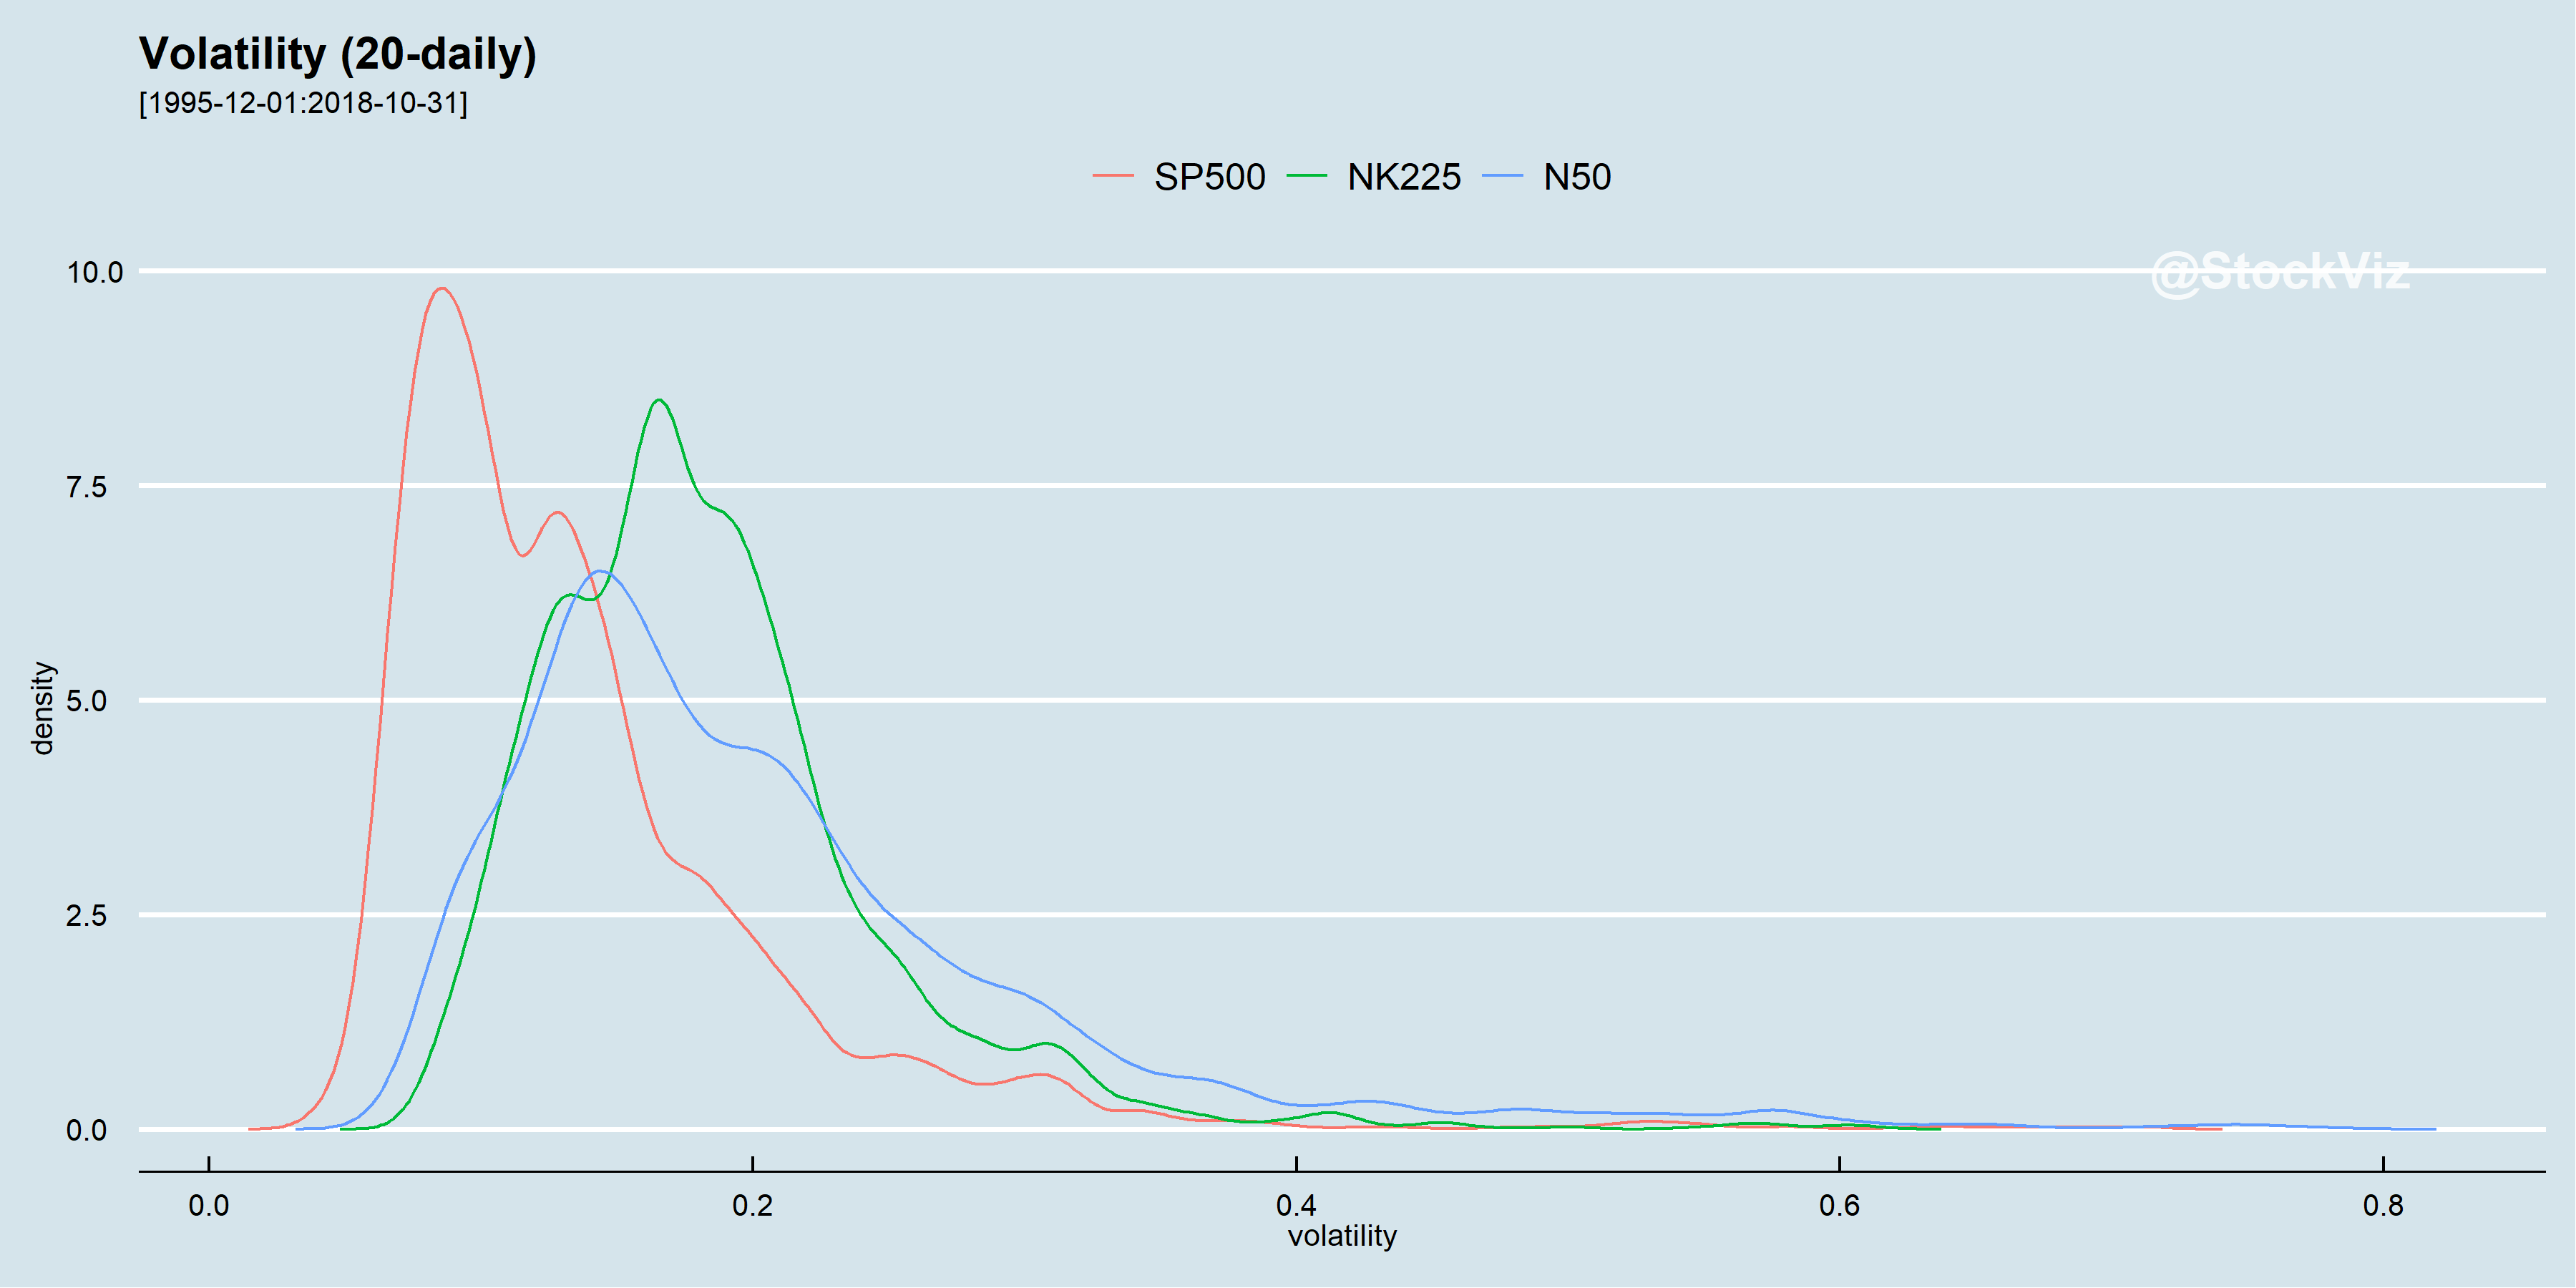 Volatility (20-daily)
[1995-12-01:2018-10-31]
SP500 NK225 N50
@StockViz
10.0
7.5
5.0
2.5
0.0
density
0.0 0.2 0.4 0.6 0.8
volatility